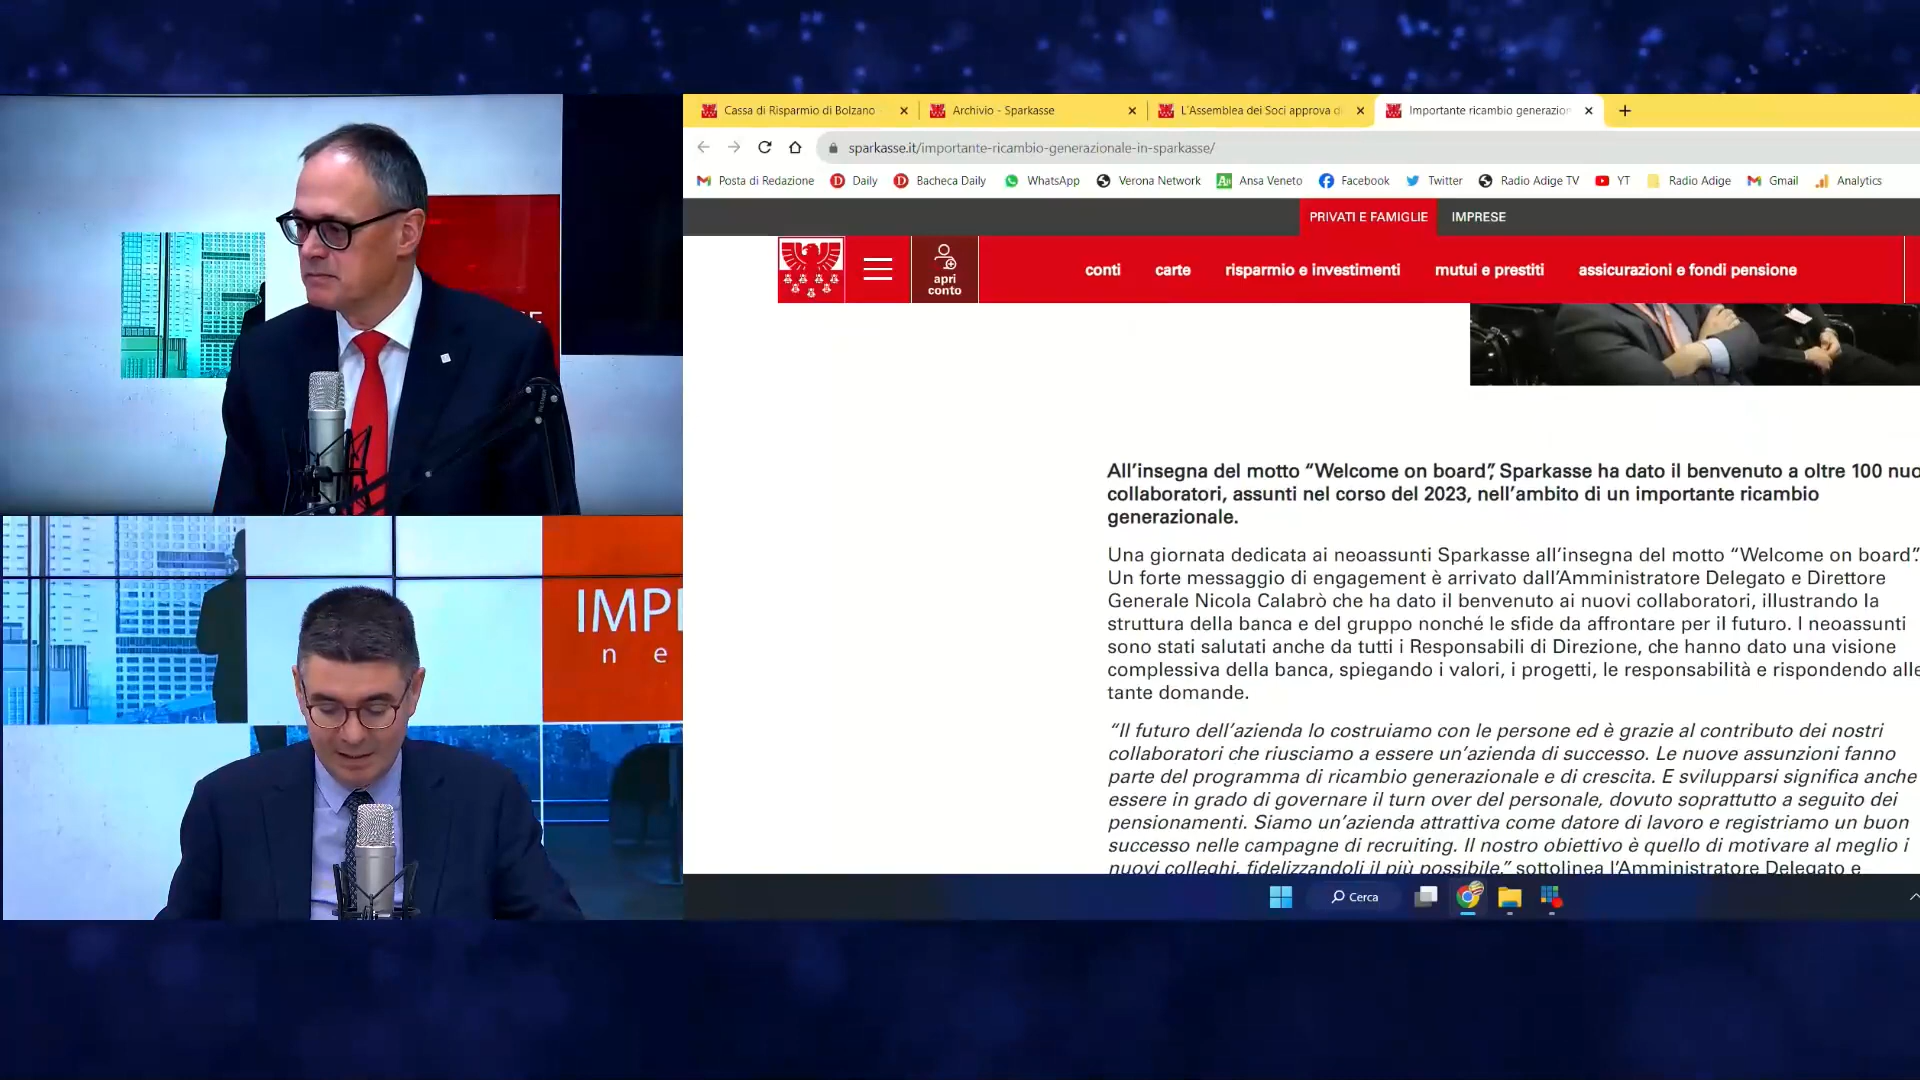 Cassa di Risparmio di Bolzano
Archivio - Sparkasse
L'Assemblea dei Soci approva
Importante ricambio generazion
sparkasse.it/importante-ricambio-generazionale-in-sparkasse/
Posta di Redazione
Daily
Bacheca Daily
WhatsApp
Verona Network
Ansa Veneto
Facebook
Twitter
Radio Adige TV
YT
Radio Adige
Gmail
Analytics
PRIVATI E FAMIGLIE
IMPRESE
apri
conto
conti
carte
risparmio e investimenti
mutui e prestiti
assicurazioni e fondi pensione
All'insegna del motto “Welcome on board”, Sparkasse ha dato il benvenuto a oltre 100 nuo
collaboratori, assunti nel corso del 2023, nell'ambito di un importante ricambio
generazionale.
Una giornata dedicata ai neoassunti Sparkasse all'insegna del motto “Welcome on board”.
Un forte messaggio di engagement è arrivato dall'Amministratore Delegato e Direttore
Generale Nicola Calabrò che ha dato il benvenuto ai nuovi collaboratori, illustrando la
struttura della banca e del gruppo nonché le sfide da affrontare per il futuro. I neoassunti
sono stati salutati anche da tutti i Responsabili di Direzione, che hanno dato una visione
complessiva della banca, spiegando i valori, i progetti, le responsabilità e rispondendo alle
tante domande.
“Il futuro dell'azienda lo costruiamo con le persone ed è grazie al contributo dei nostri
collaboratori che riusciamo a essere un'azienda di successo. Le nuove assunzioni fanno
parte del programma di ricambio generazionale e di crescita. E svilupparsi significa anche
essere in grado di governare il turn over del personale, dovuto soprattutto a seguito dei
pensionamenti. Siamo un'azienda attrattiva come datore di lavoro e registriamo un buon
successo nelle campagne di recruiting. Il nostro obiettivo è quello di motivare al meglio i
nuovi colleghi, fidelizzandoli il più possibile,” sottolinea l'Amministratore Delegato e
Cerca
IMP
n e